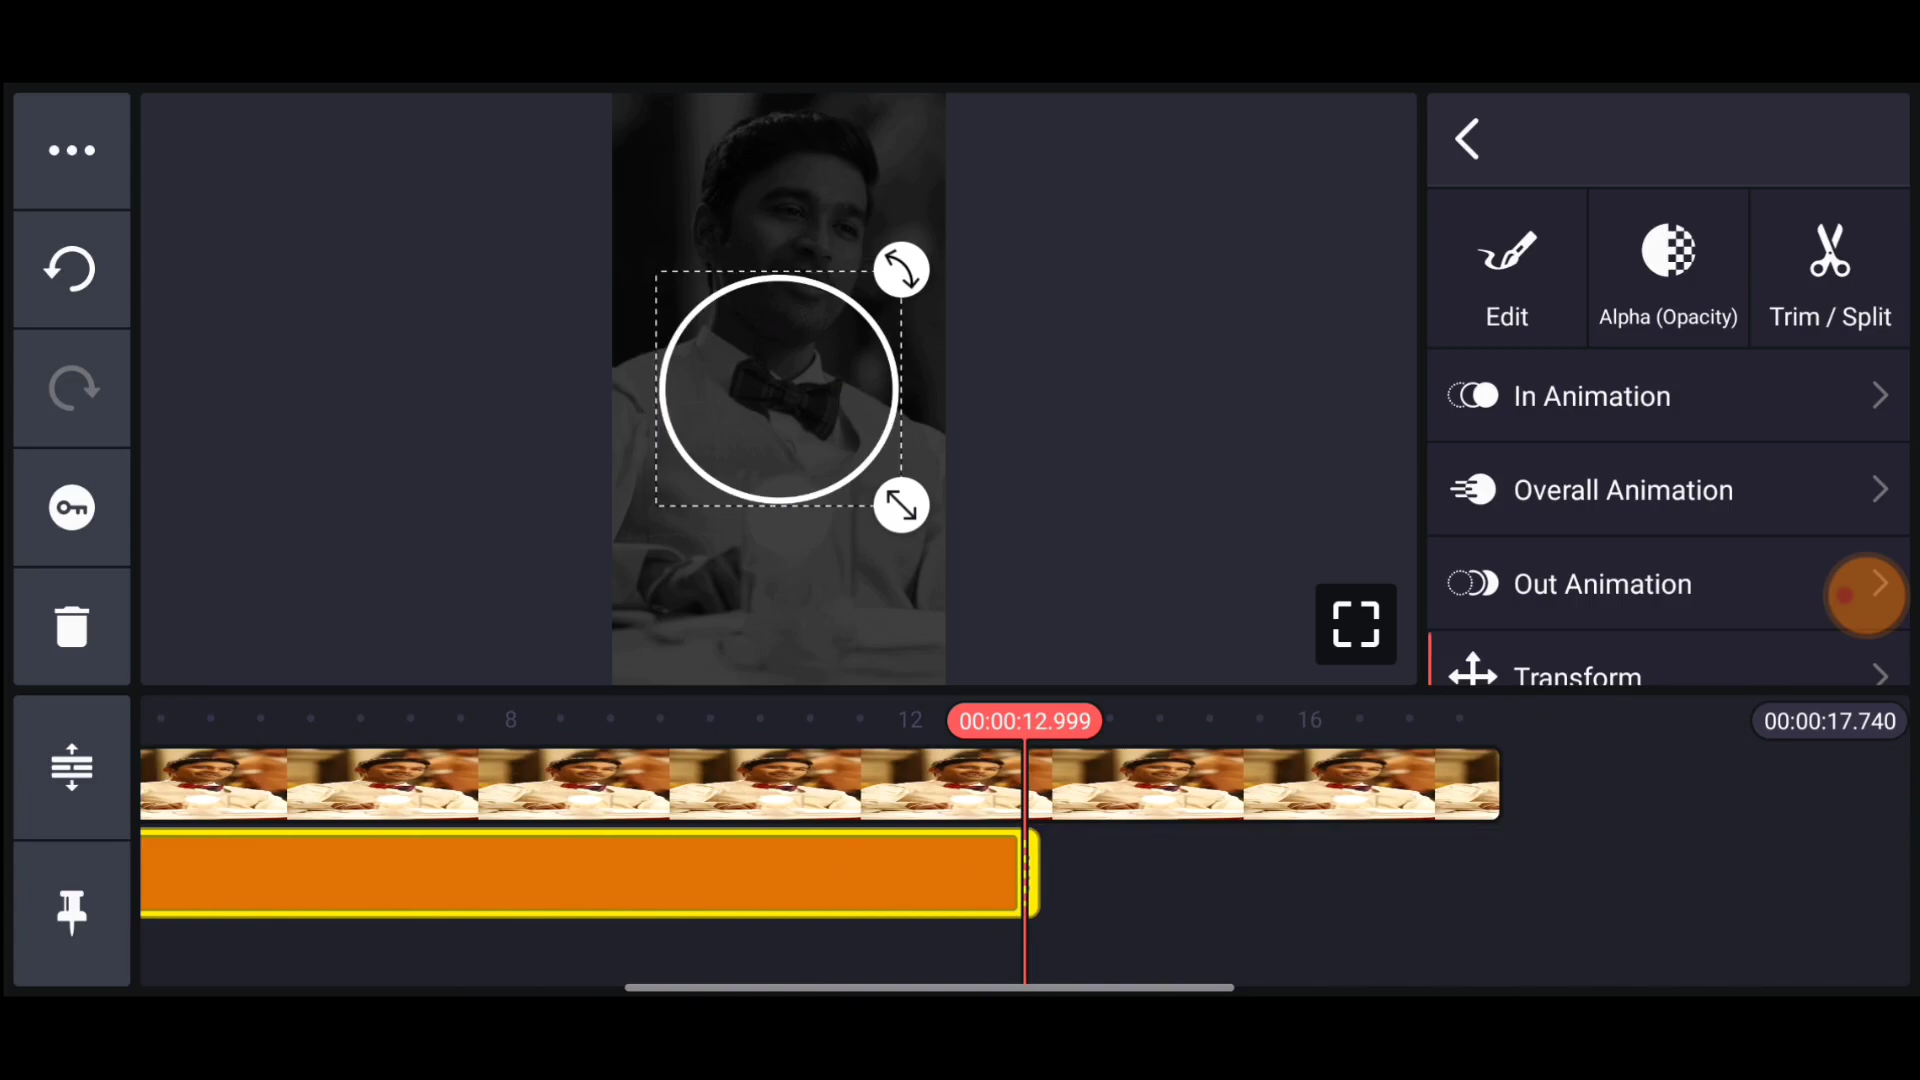 Edit
Alpha (Opacity)
Trim / Split
In Animation
Overall Animation
Out Animation
Transform
8
12
00:00:12.999
16
00:00:17.740